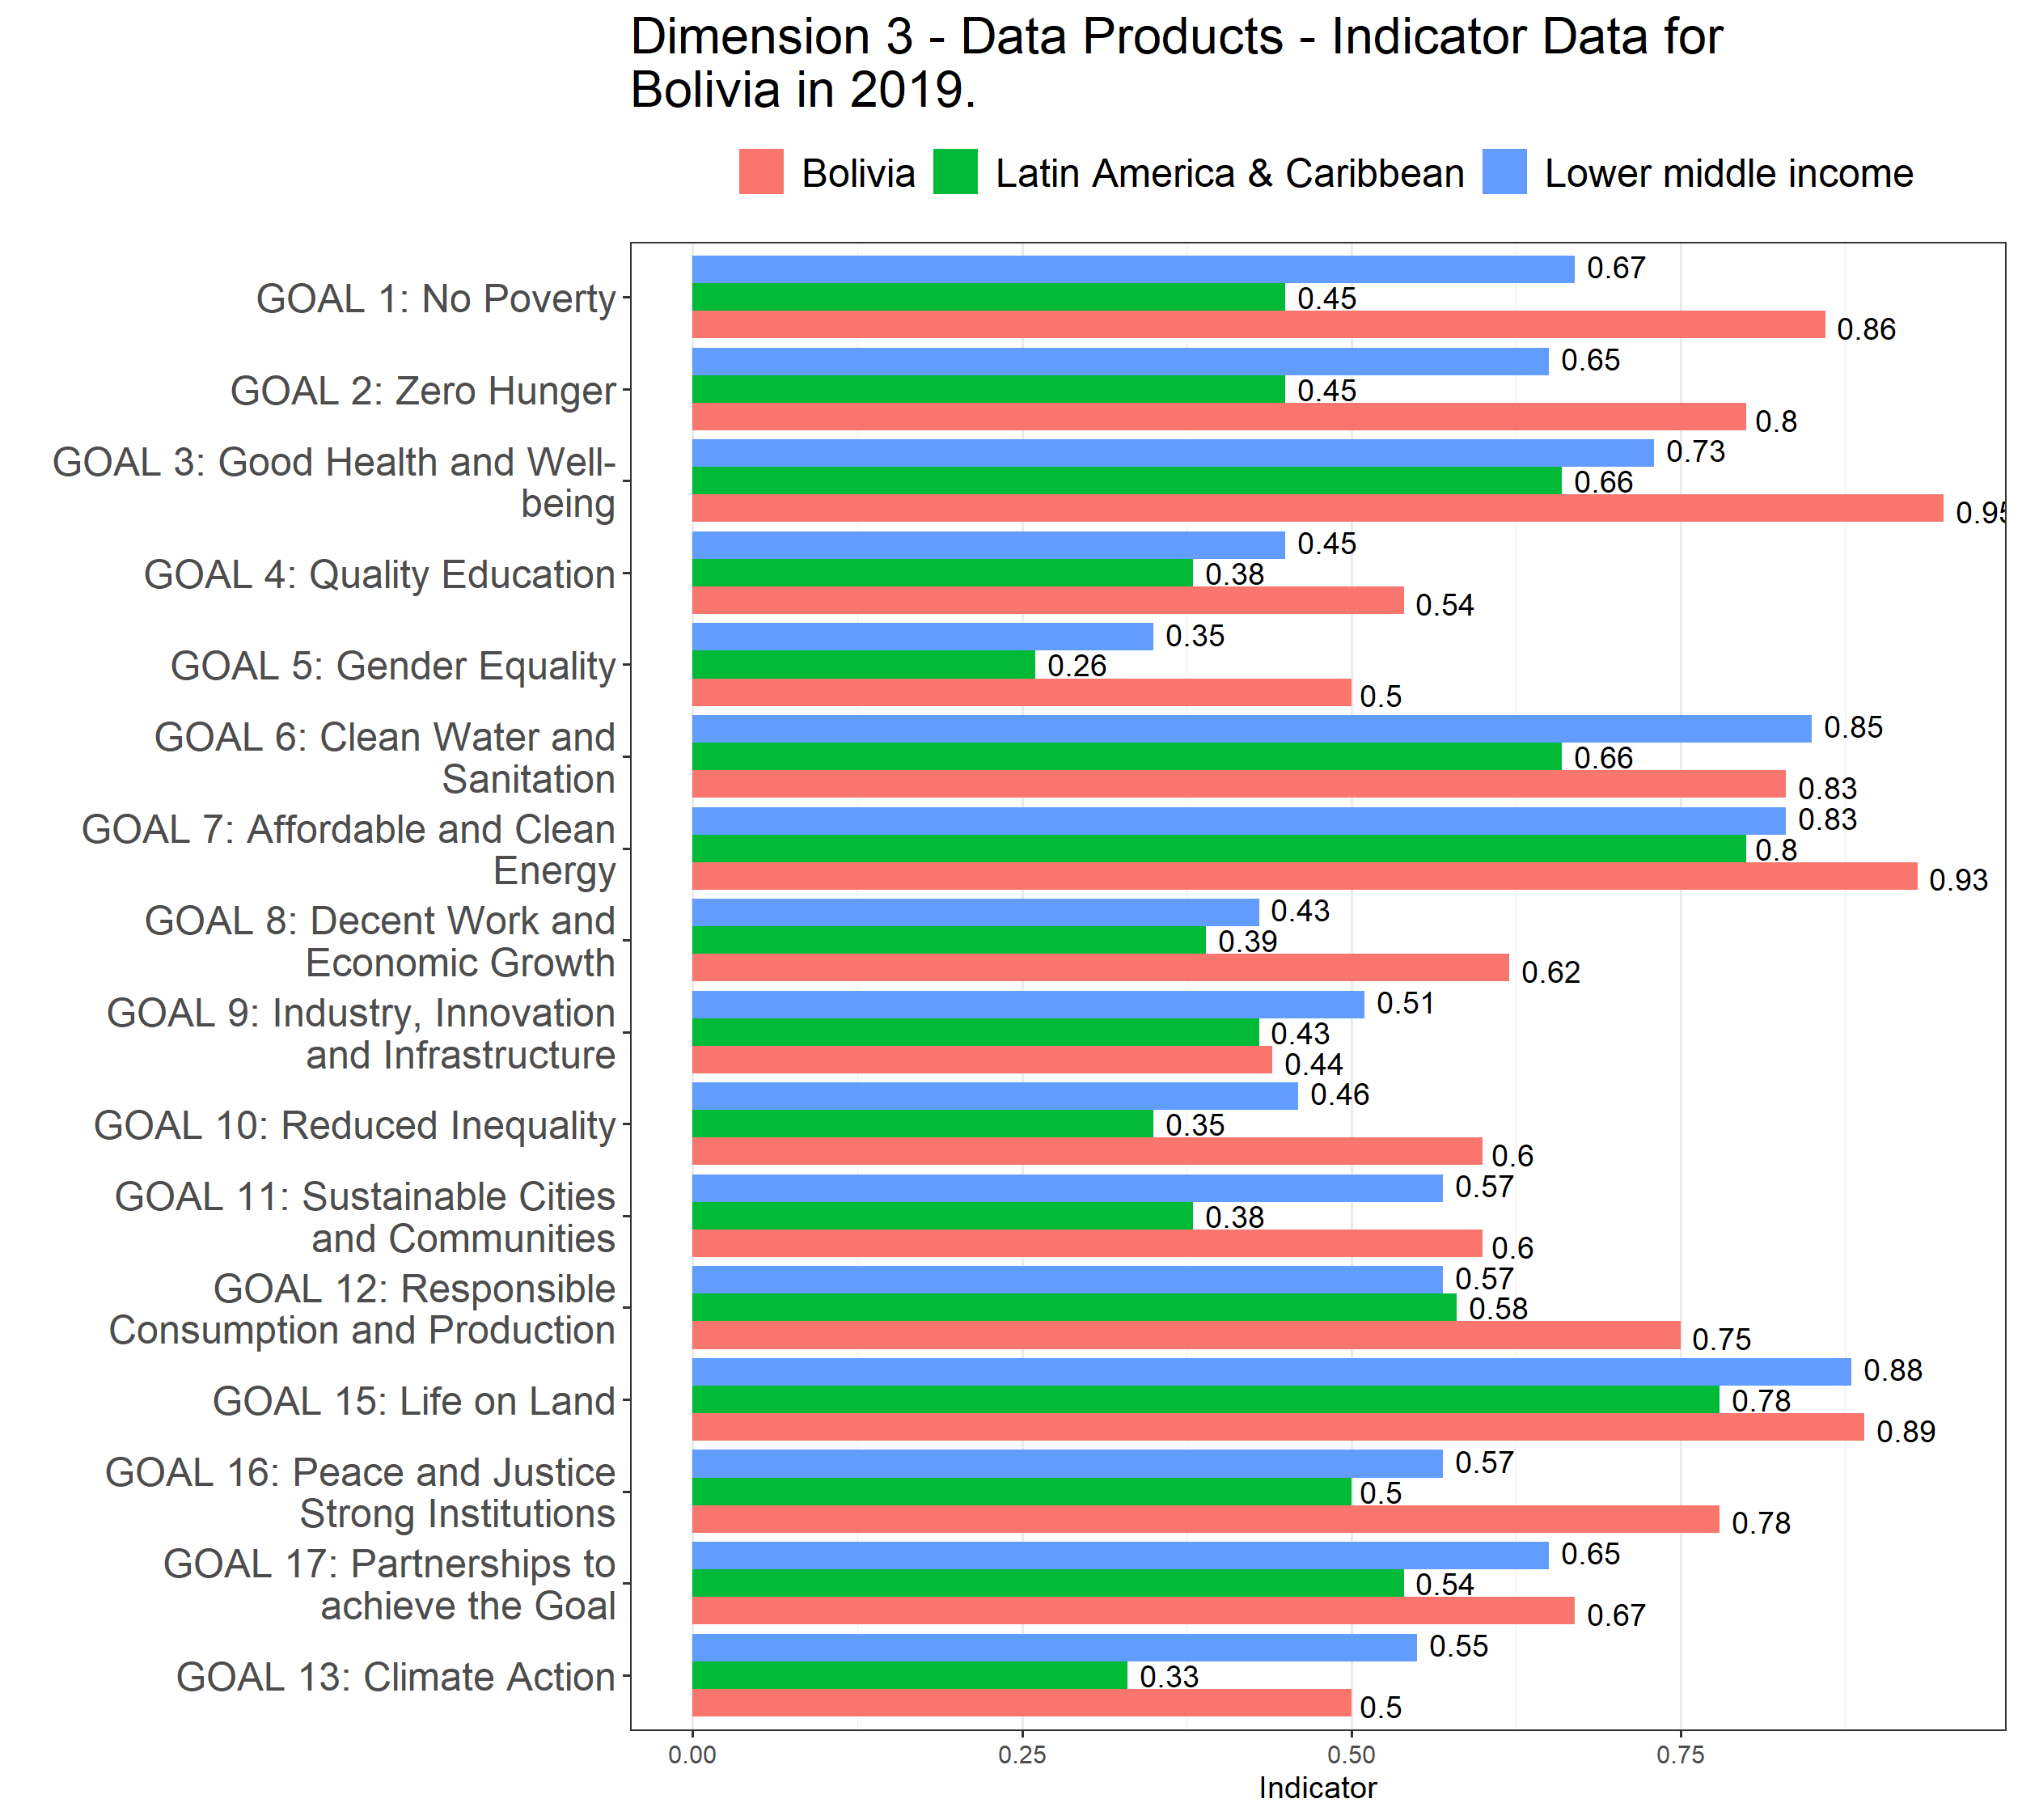 Dimension 3 - Data Products - Indicator Data for
Bolivia in 2019.
Bolivia Latin America & Caribbean Lower middle income
GOAL 1: No Poverty
0.67
0.45
0.86
GOAL 2: Zero Hunger
0.65
0.45
0.8
GOAL 3: Good Health and Well-
being
0.73
0.66
0.95
GOAL 4: Quality Education
0.45
0.38
0.54
GOAL 5: Gender Equality
0.35
0.26
0.5
GOAL 6: Clean Water and
Sanitation
0.85
0.66
0.83
GOAL 7: Affordable and Clean
Energy
0.83
0.8
0.93
GOAL 8: Decent Work and
Economic Growth
0.43
0.39
0.62
GOAL 9: Industry, Innovation
and Infrastructure
0.51
0.43
0.44
GOAL 10: Reduced Inequality
0.46
0.35
0.6
GOAL 11: Sustainable Cities
and Communities
0.57
0.38
0.6
GOAL 12: Responsible
Consumption and Production
0.57
0.58
0.75
GOAL 15: Life on Land
0.88
0.78
0.89
GOAL 16: Peace and Justice
Strong Institutions
0.57
0.5
0.78
GOAL 17: Partnerships to
achieve the Goal
0.65
0.54
0.67
GOAL 13: Climate Action
0.55
0.33
0.5
0.00 0.25 0.50 0.75
Indicator